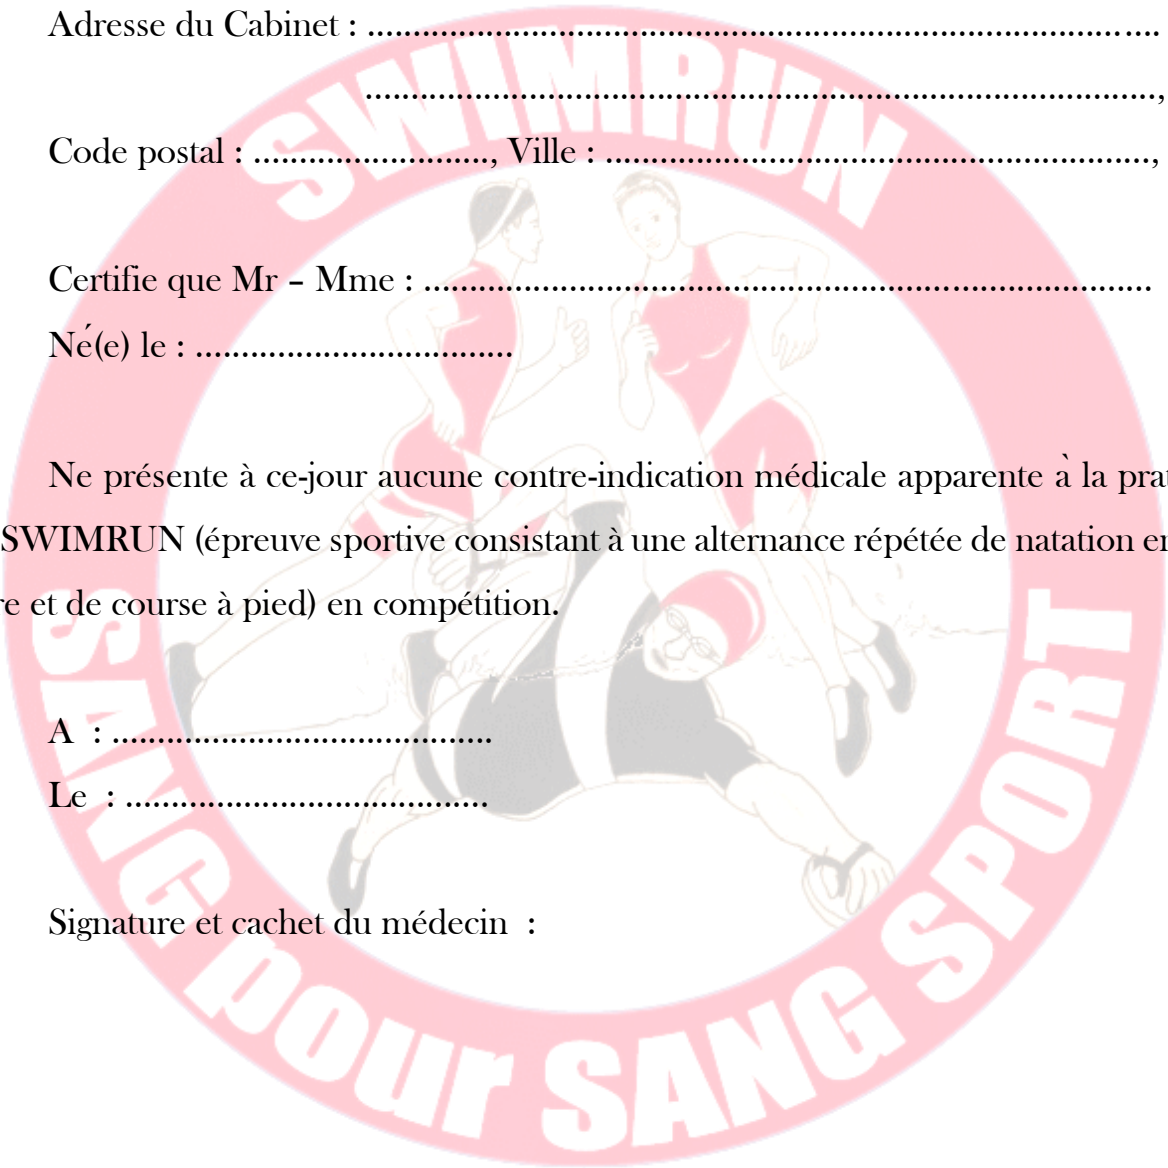 Adresse du Cabinet : ........................................................................................
........................................................................................,
Code postal : .........................., Ville : ............................................................,
Certifie que Mr – Mme : ................................................................................
Né(e) le : ...................................
Ne présente à ce-jour aucune contre-indication médicale apparente à la prat
SWIMRUN (épreuve sportive consistant à une alternance répétée de natation en
re et de course à pied) en compétition.
A : ..........................................
Le : ........................................
Signature et cachet du médecin :
SWIMRUN
SANG pour SANG SPORT